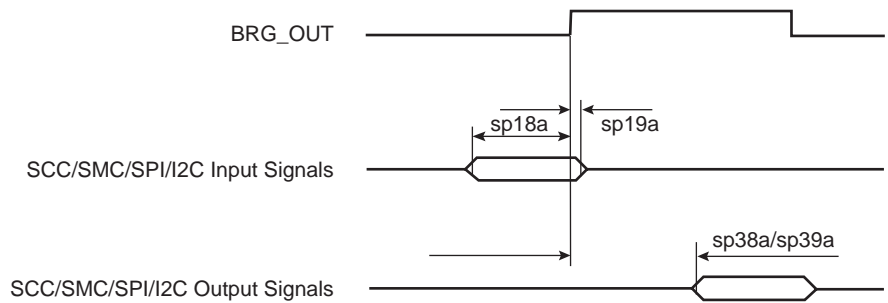 BRG_OUT
sp18a
sp19a
SCC/SMC/SPI/I2C Input Signals
sp38a/sp39a
SCC/SMC/SPI/I2C Output Signals